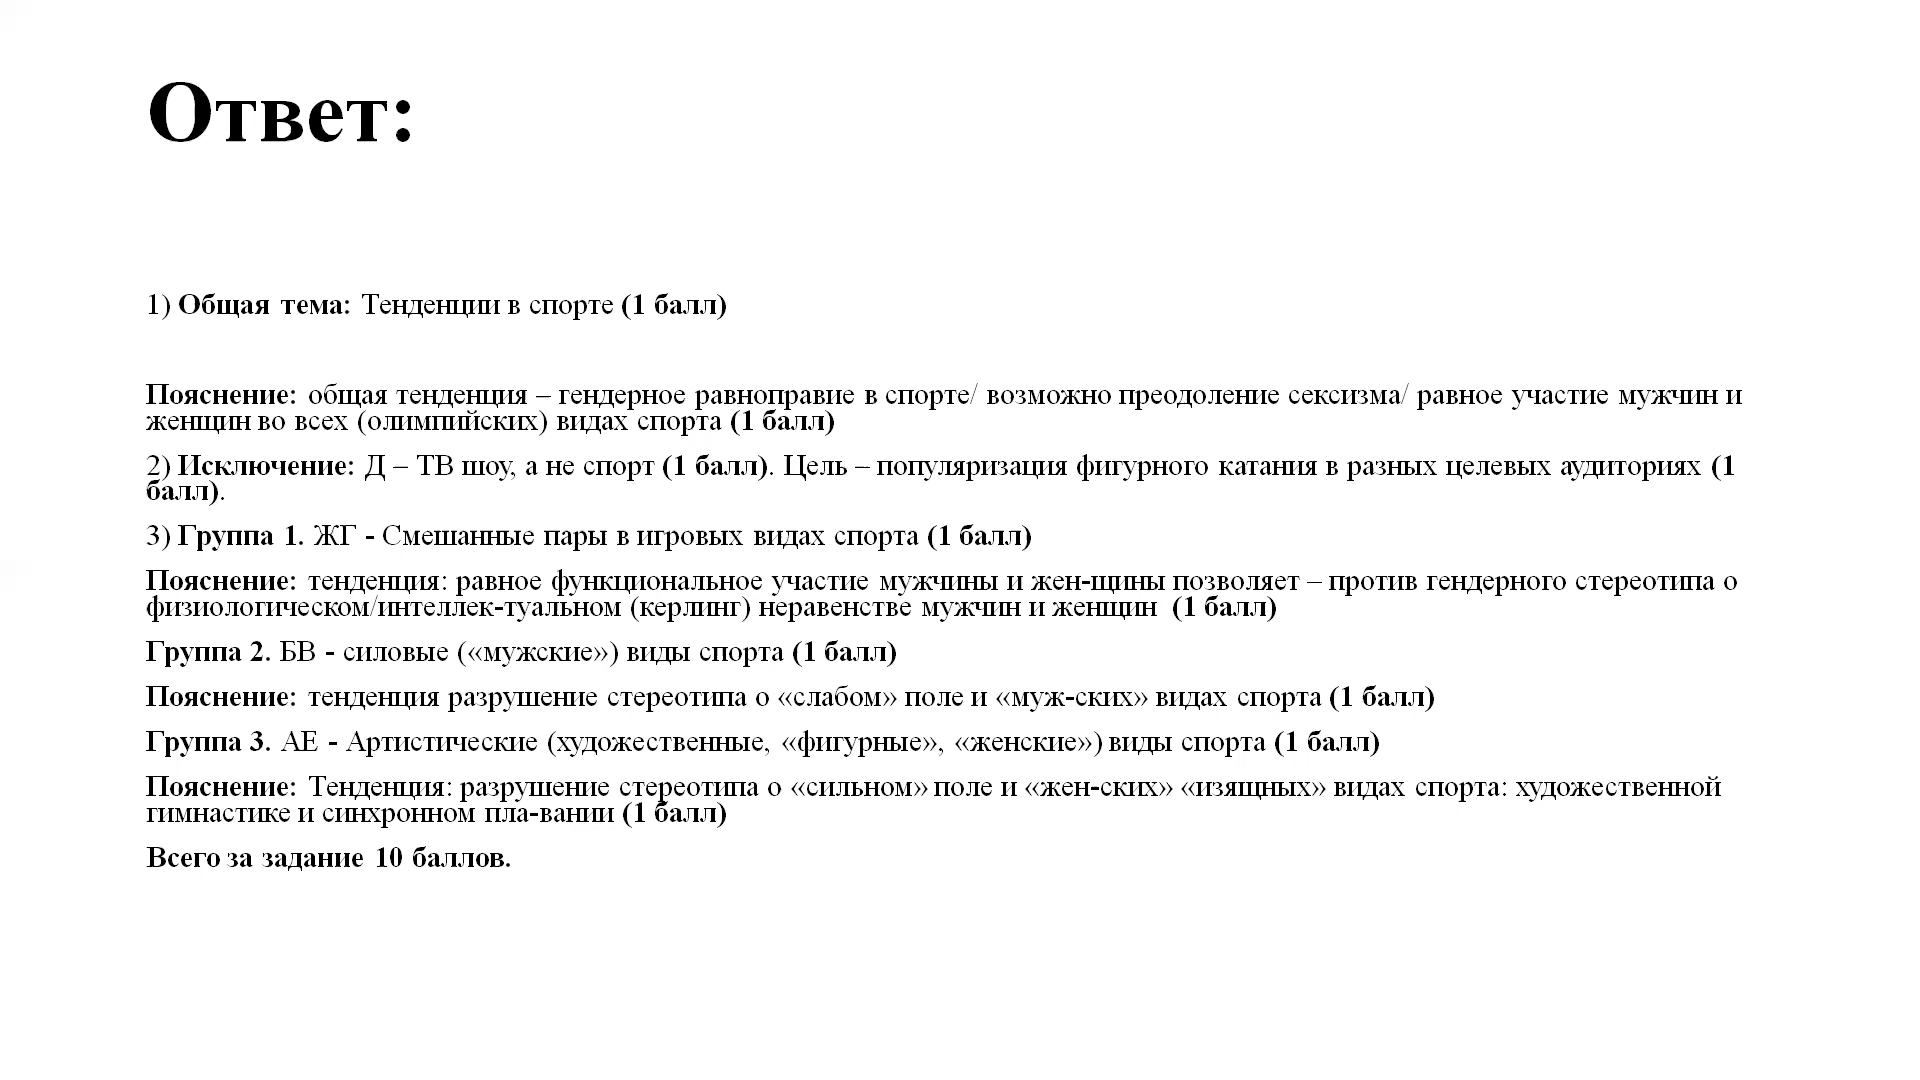 Ответ:
1) Общая тема: Тенденции в спорте (1 балл)
Пояснение: общая тенденция – гендерное равноправие в спорте/ возможно преодоление сексизма/ равное участие мужчин и
женщин во всех (олимпийских) видах спорта (1 балл)
2) Исключение: Д – ТВ шоу, а не спорт (1 балл). Цель – популяризация фигурного катания в разных целевых аудиториях (1
балл).
3) Группа 1. ЖГ - Смешанные пары в игровых видах спорта (1 балл)
Пояснение: тенденция: равное функциональное участие мужчины и жен-щины позволяет – против гендерного стереотипа о
физиологическом/интеллек-туальном (керлинг) неравенстве мужчин и женщин (1 балл)
Группа 2. БВ - силовые («мужские») виды спорта (1 балл)
Пояснение: тенденция разрушение стереотипа о «слабом» поле и «муж-ских» видах спорта (1 балл)
Группа 3. АЕ - Артистические (художественные, «фигурные», «женские») виды спорта (1 балл)
Пояснение: Тенденция: разрушение стереотипа о «сильном» поле и «жен-ских» «изящных» видах спорта: художественной
гимнастике и синхронном пла-вании (1 балл)
Всего за задание 10 баллов.